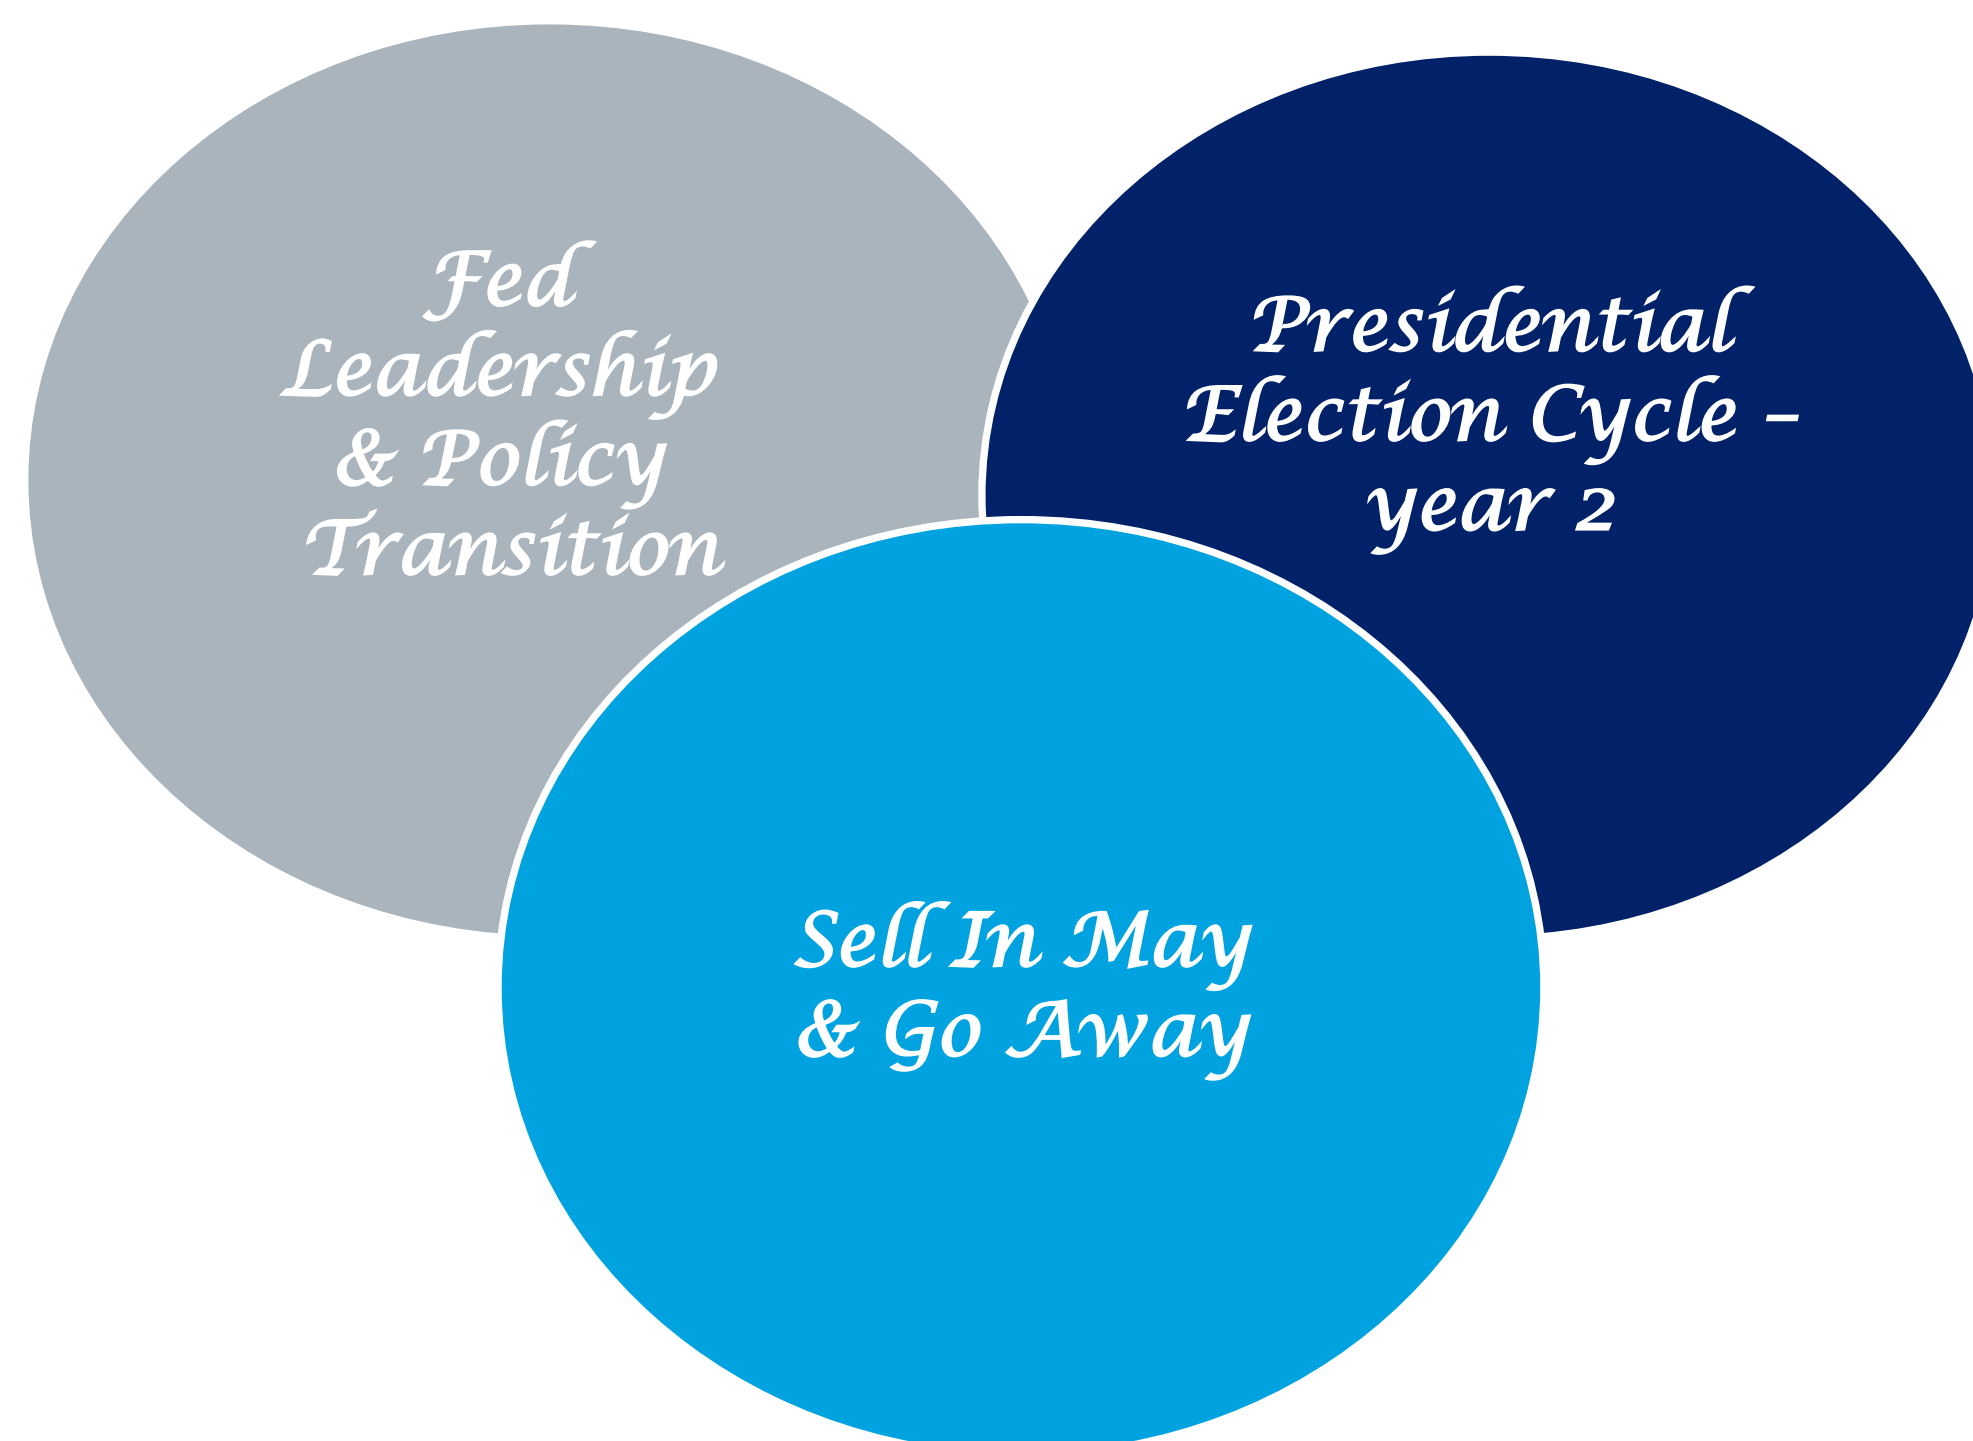 Fed
Leadership
& Policy
Transition
Presidential
Election Cycle –
year 2
Sell In May
& Go Away